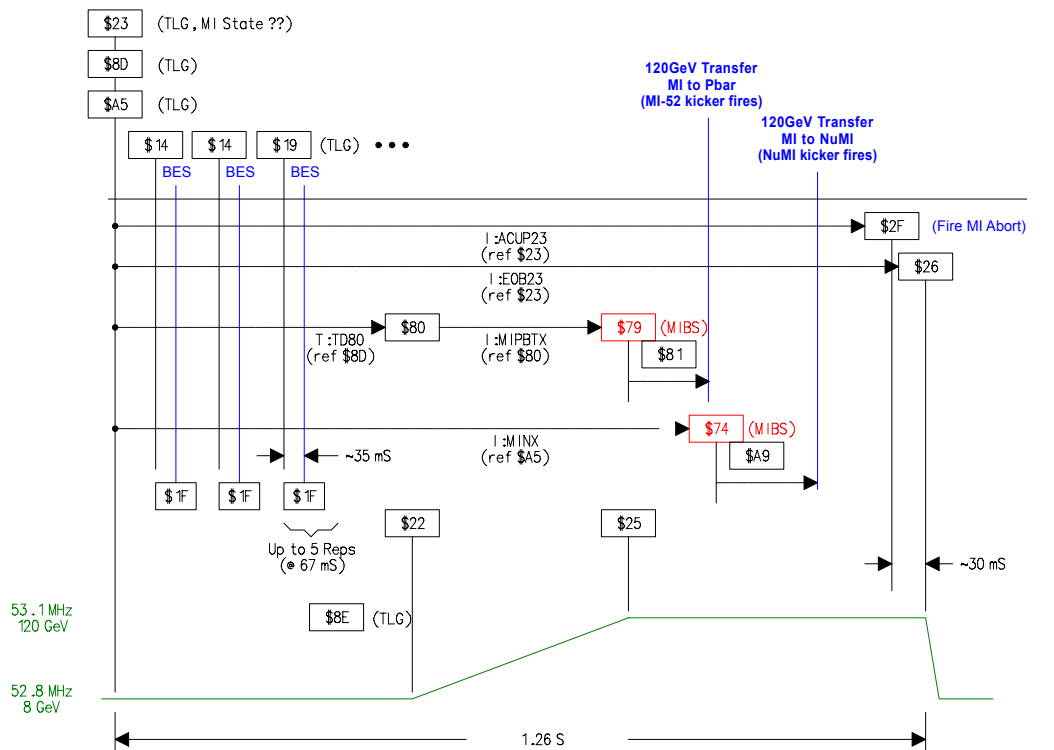 $23 (TLG, MI State ??)
$8D (TLG)
$A5 (TLG)
120GeV Transfer
MI to Pbar
(MI-52 kicker fires)
120GeV Transfer
MI to NuMI
(NuMI kicker fires)
$14 $14 $19 (TLG) •••
BES BES BES
$2F (Fire MI Abort)
I:ACUP23
(ref $23)
$26
I:EOB23
(ref $23)
$80 $79 (MIBS)
T:TD80
(ref $8D)
I:MIPBTX
(ref $80)
$81
$74 (MIBS)
I:MINX
(ref $A5)
$A9
~35 mS
$1F $1F $1F
$22 $25
Up to 5 Reps
(@ 67 mS)
~30 mS
$8E (TLG)
53.1 MHz
120 GeV
52.8 MHz
8 GeV
1.26 S